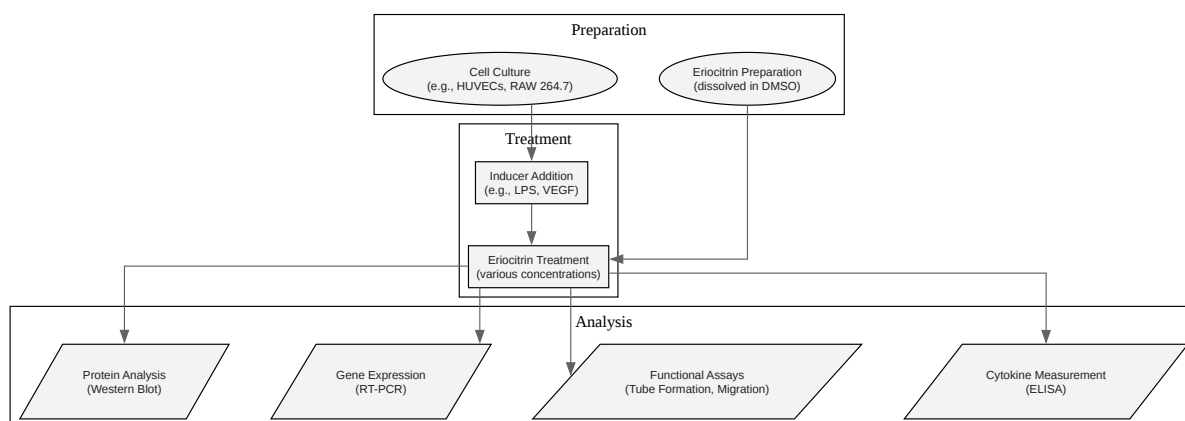 Preparation
Cell Culture
(e.g., HUVECs, RAW 264.7)
Eriocitrin Preparation
(dissolved in DMSO)
Treatment
Inducer Addition
(e.g., LPS, VEGF)
Eriocitrin Treatment
(various concentrations)
Analysis
Protein Analysis
(Western Blot)
Gene Expression
(RT-PCR)
Functional Assays
(Tube Formation, Migration)
Cytokine Measurement
(ELISA)